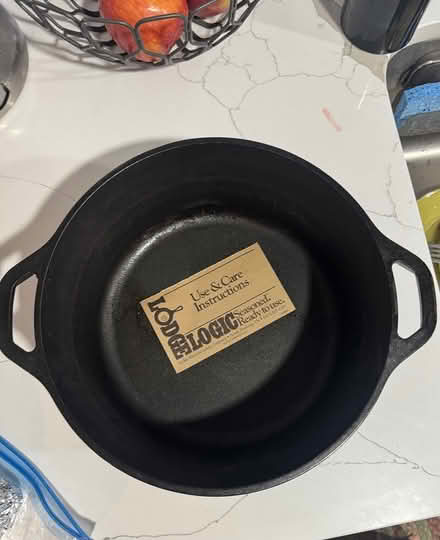 Use & Care
Instructions
LODGE
LOGIC
Seasoned.
Ready to use.